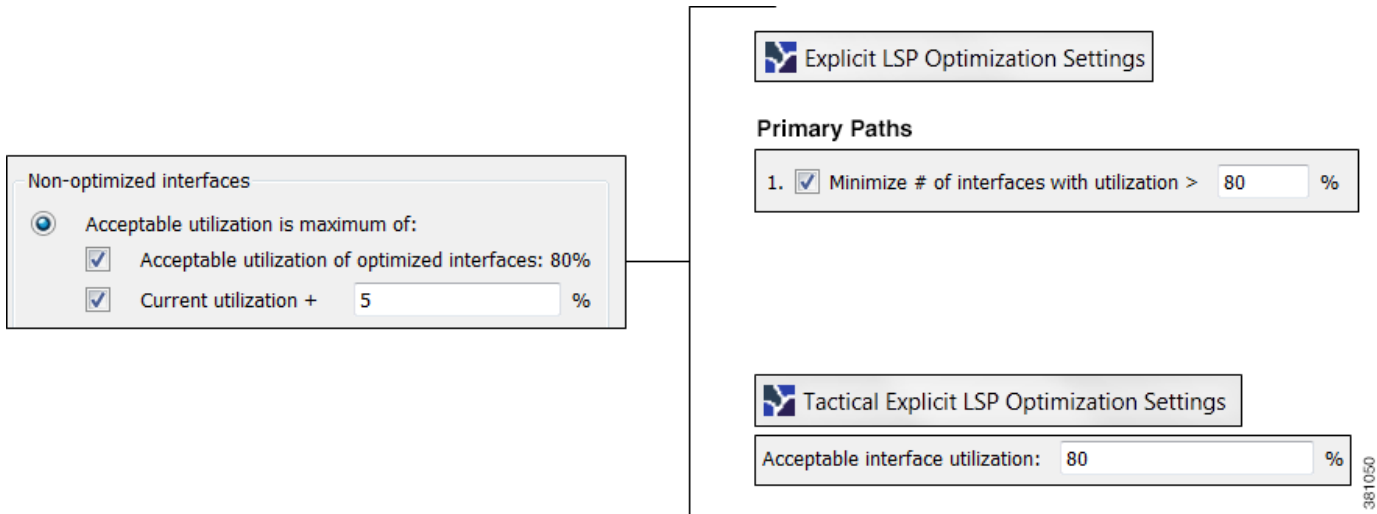 Non-optimized interfaces
Acceptable utilization is maximum of:
Acceptable utilization of optimized interfaces: 80%
Current utilization + 5 %
Explicit LSP Optimization Settings
Primary Paths
1. Minimize # of interfaces with utilization > 80 %
Tactical Explicit LSP Optimization Settings
Acceptable interface utilization: 80 %
381050